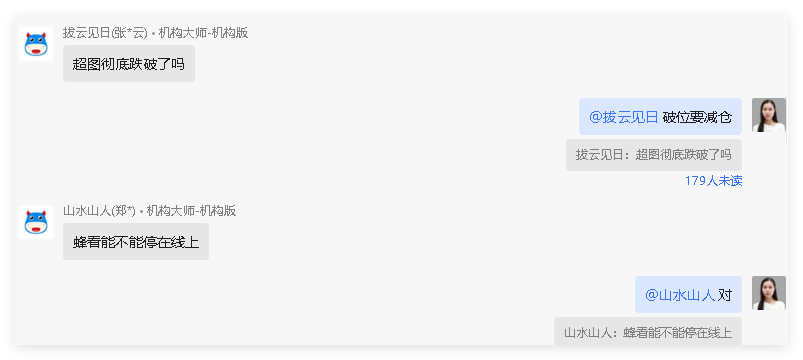 拔云见日(张*云)·机构大师-机构版
超图彻底跌破了吗
@拔云见日 破位要减仓
拔云见日：超图彻底跌破了吗
179人未读
山水山人(郑*)·机构大师-机构版
蜂看能不能停在线上
@山水山人 对
山水山人：蜂看能不能停在线上